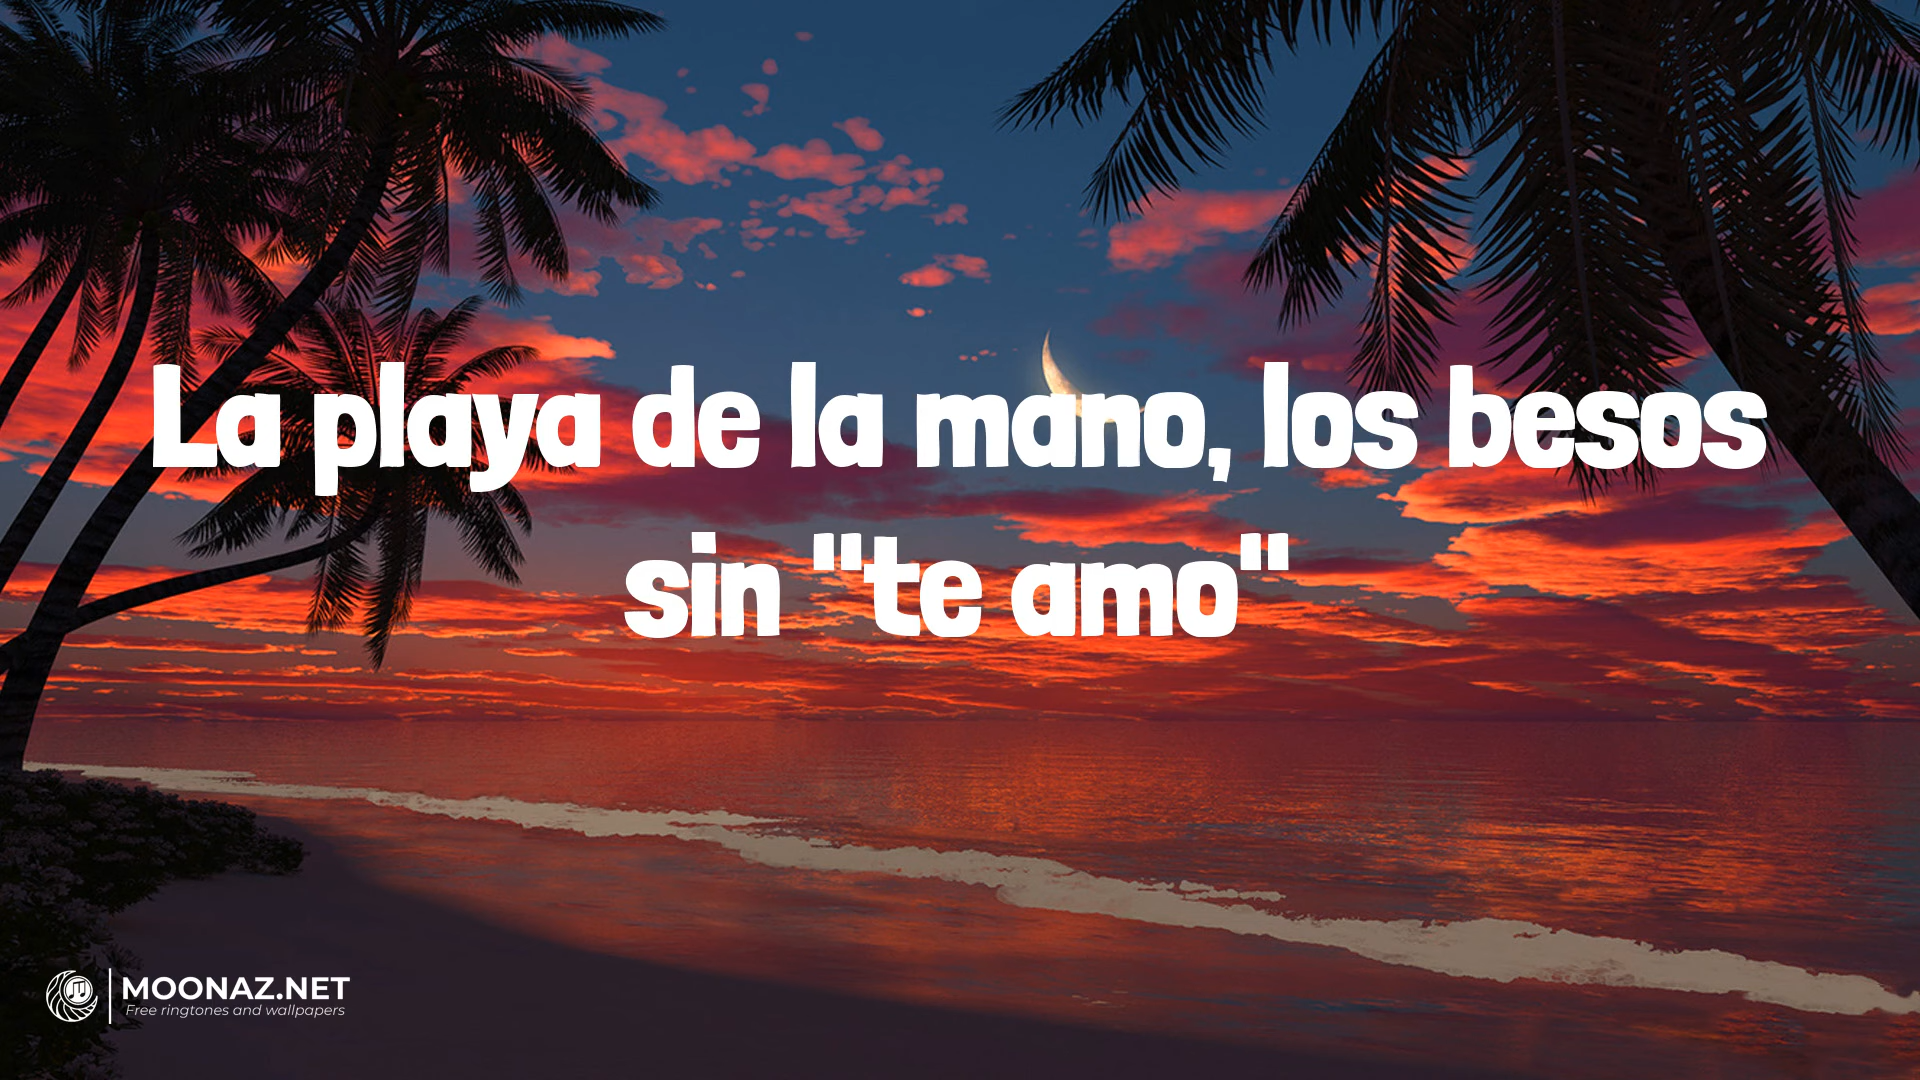 La playa de la mano, los besos
sin "te amo"
MOONAZ.NET
Free ringtones and wallpapers